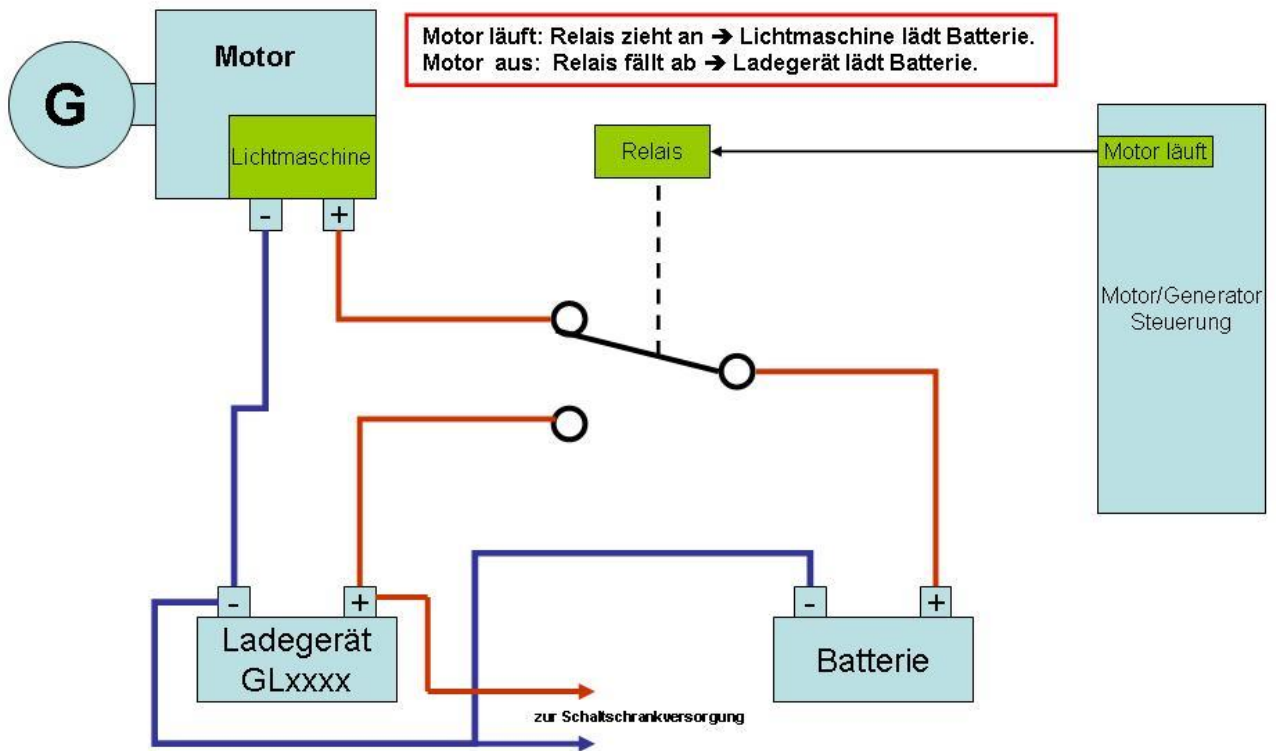 Motor läuft: Relais zieht an ➔ Lichtmaschine lädt Batterie.
Motor aus: Relais fällt ab ➔ Ladegerät lädt Batterie.
G
Motor
Lichtmaschine
- +
Relais
Motor läuft
Motor/Generator
Steuerung
- +
Ladegerät
GLxxxx
- +
Batterie
zur Schaltschrankversorgung